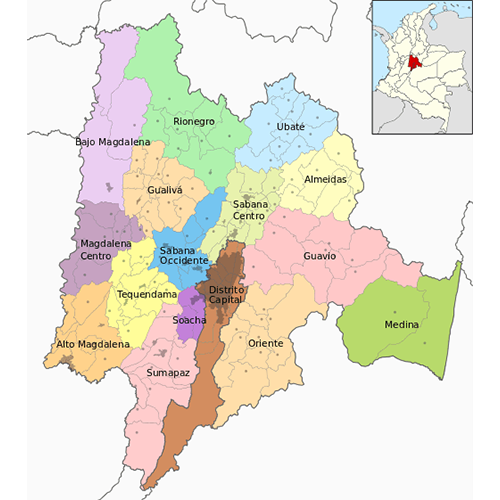 Rionegro
Ubaté
Bajo Magdalena
Almeidas
Gualivá
Sabana
Centro
Magdalena
Centro
Sabana
Occidente
Guavio
Tequendama
Distrito
Capital
Soacha
Medina
Alto Magdalena
Oriente
Sumapaz